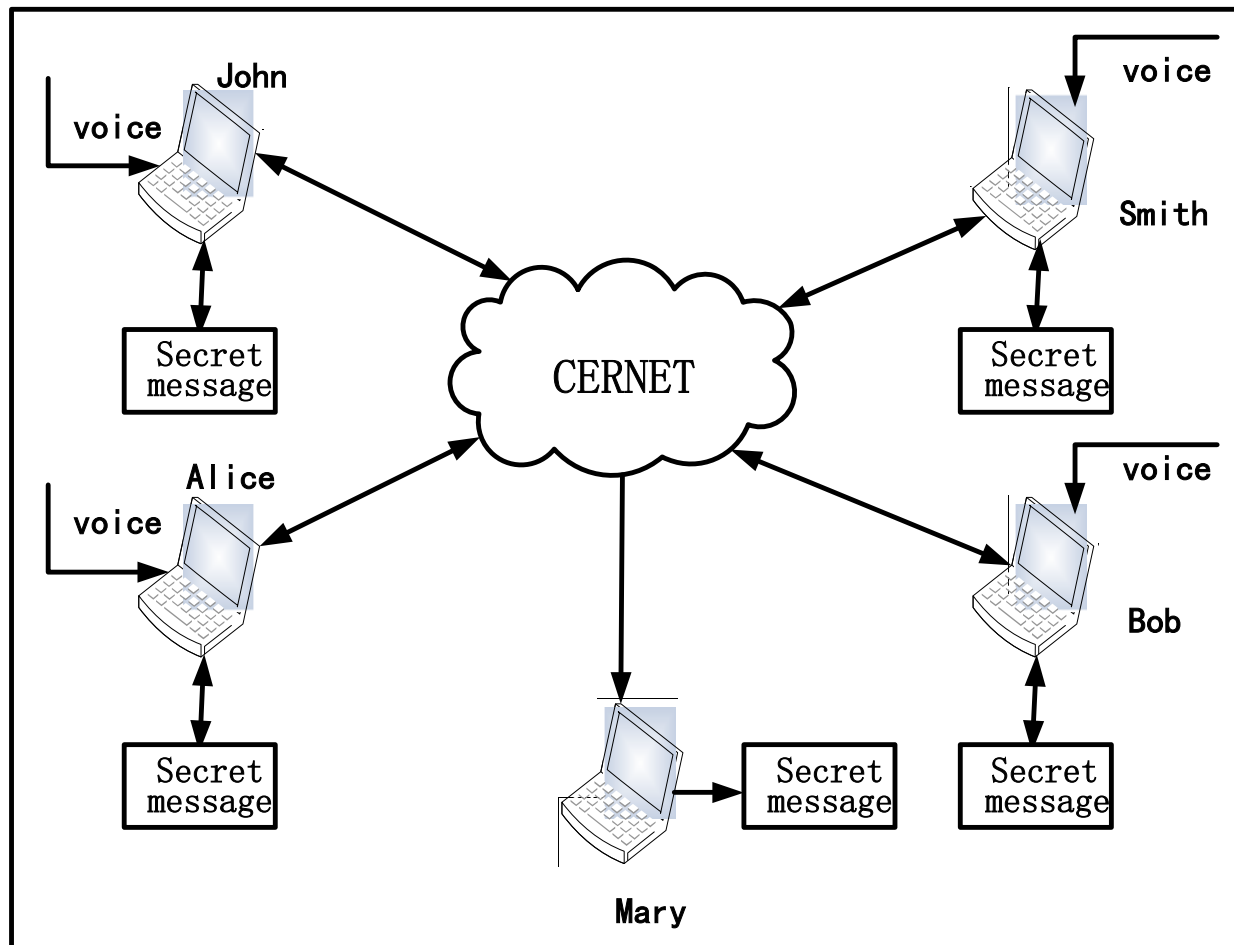 John
voice
voice
Smith
Secret
message
Secret
message
CERNET
Alice
voice
voice
Bob
Secret
message
Secret
message
Secret
message
Mary